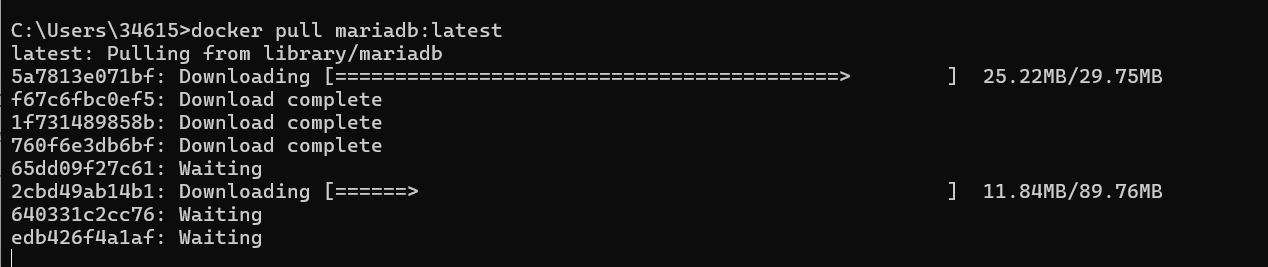 C:\Users\34615>docker pull mariadb:latest
latest: Pulling from library/mariadb
5a7813e071bf: Downloading [==========================================>        ]  25.22MB/29.75MB
f67c6fbc0ef5: Download complete
1f731489858b: Download complete
760f6e3db6bf: Download complete
65dd09f27c61: Waiting
2cbd49ab14b1: Downloading [======>                                            ]  11.84MB/89.76MB
640331c2cc76: Waiting
edb426f4a1af: Waiting